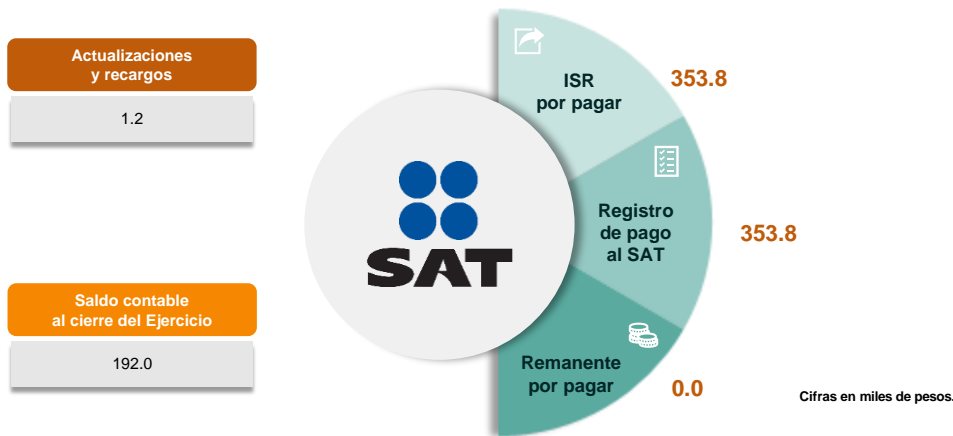 Actualizaciones
y recargos
1.2
Saldo contable
al cierre del Ejercicio
192.0
SAT
ISR
por pagar
353.8
Registro
de pago
al SAT
353.8
Remanente
por pagar
0.0
Cifras en miles de pesos.